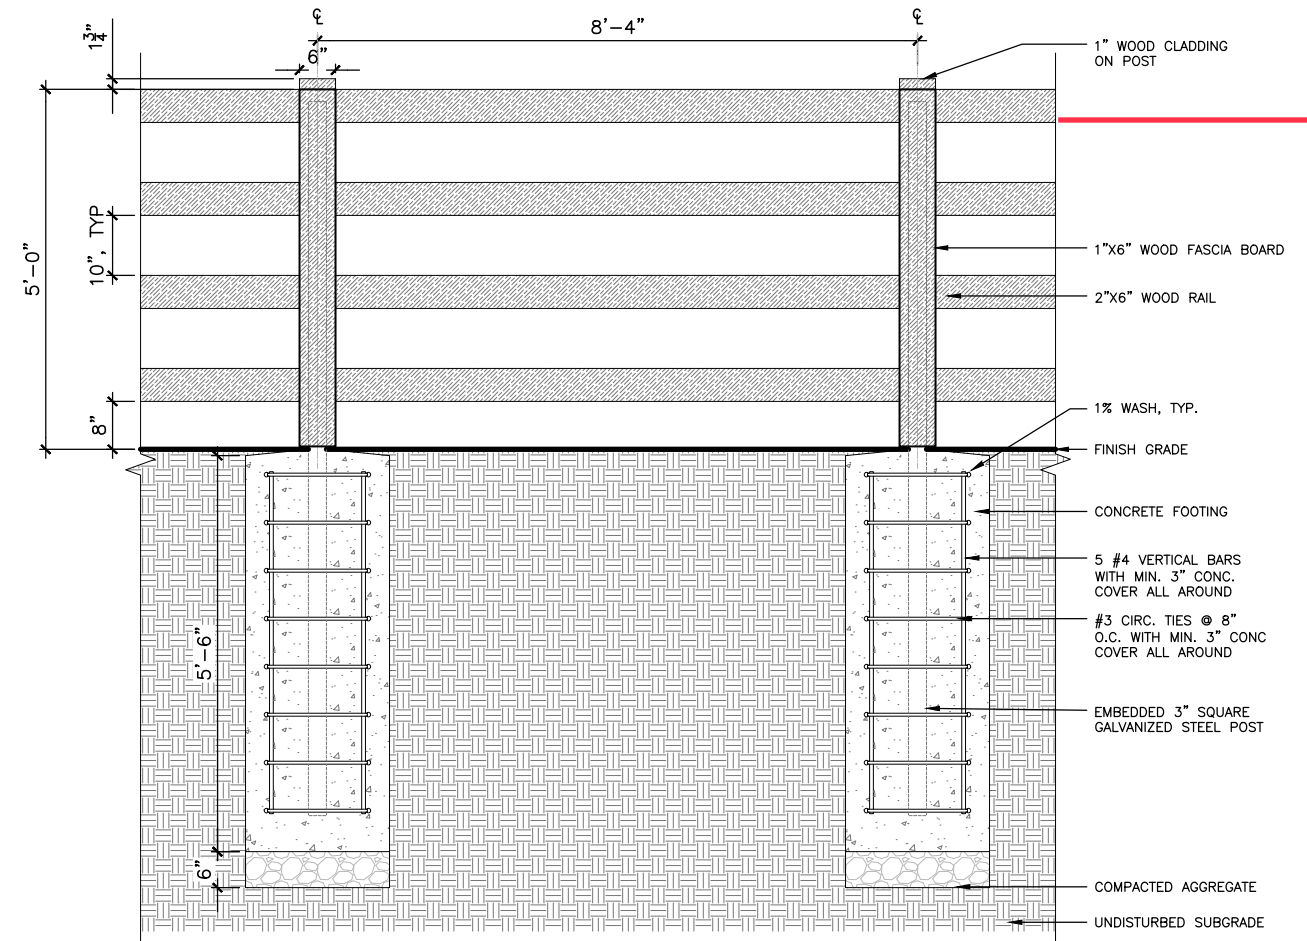 ℄
8'-4"
℄
1 3/4"
6"
1" WOOD CLADDING
ON POST
5'-0"
10", TYP
1"X6" WOOD FASCIA BOARD
2"X6" WOOD RAIL
8"
1% WASH, TYP.
FINISH GRADE
CONCRETE FOOTING
5 #4 VERTICAL BARS
WITH MIN. 3" CONC.
COVER ALL AROUND
#3 CIRC. TIES @ 8"
O.C. WITH MIN. 3" CONC
COVER ALL AROUND
5'-6"
EMBEDDED 3" SQUARE
GALVANIZED STEEL POST
6"
COMPACTED AGGREGATE
UNDISTURBED SUBGRADE